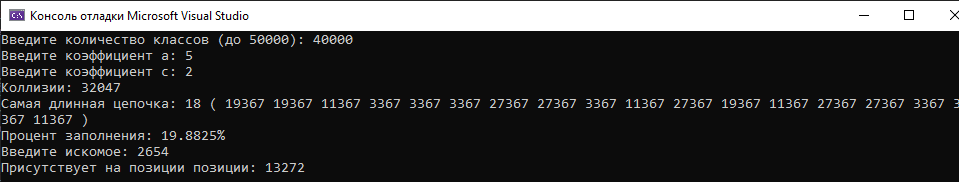 Консоль отладки Microsoft Visual Studio
Введите количество классов (до 50000): 40000
Введите коэффициент a: 5
Введите коэффициент c: 2
Коллизии: 32047
Самая длинная цепочка: 18 ( 19367 19367 11367 3367 3367 3367 27367 27367 3367 11367 27367 19367 11367 27367 27367 3367 3
367 11367 )
Процент заполнения: 19.8825%
Введите искомое: 2654
Присутствует на позиции позиции: 13272